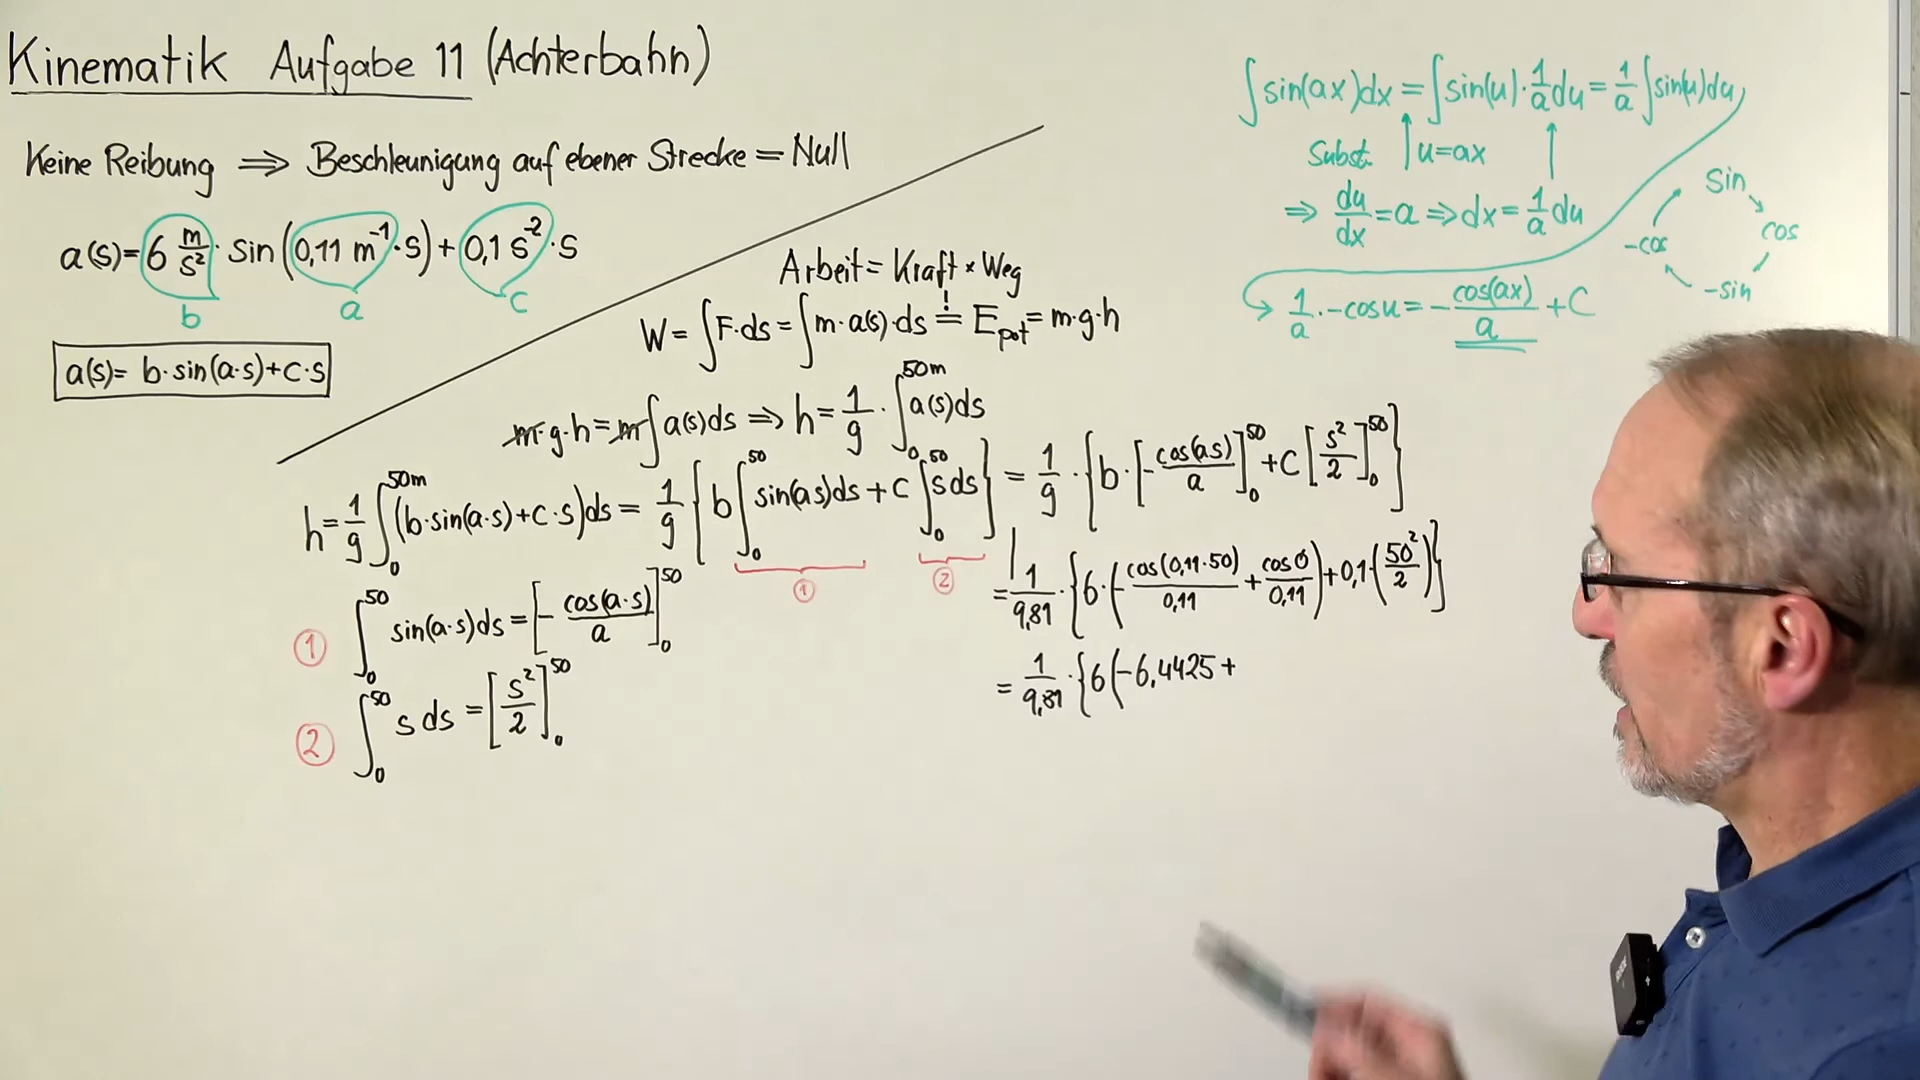 Kinematik Aufgabe 11 (Achterbahn)
Keine Reibung ⇒ Beschleunigung auf ebener Strecke = Null
a(s)= 6 m/s² · sin(0,11 m⁻¹·s) + 0,1 s⁻²·s
b a c
a(s)= b·sin(a·s)+c·s
Arbeit = Kraft × Weg
W = ∫F·ds = ∫m·a(s)·ds =! E_pot = m·g·h
m·g·h = m∫a(s)ds ⇒ h = 1/g · ∫₀^50m a(s)ds
h = 1/g ∫₀^50m (b·sin(a·s)+c·s)ds = 1/g {b ∫₀^50 sin(as)ds + c ∫₀^50 s ds} = 1/g · {b·[-cos(as)/a]₀^50 + c[s²/2]₀^50}
① ②
① ∫₀^50 sin(a·s)ds = [-cos(a·s)/a]₀^50
② ∫₀^50 s ds = [s²/2]₀^50
= 1/9,81 · {6·(-cos(0,11·50)/0,11 + cos0/0,11) + 0,1·(50²/2)}
= 1/9,81 · {6(-6,4425 +
∫sin(ax)dx = ∫sin(u)·1/a du = 1/a ∫sin(u)du
Subst. u=ax
⇒ du/dx = a ⇒ dx = 1/a du
1/a · -cosu = -cos(ax)/a + C
sin
cos
-sin
-cos